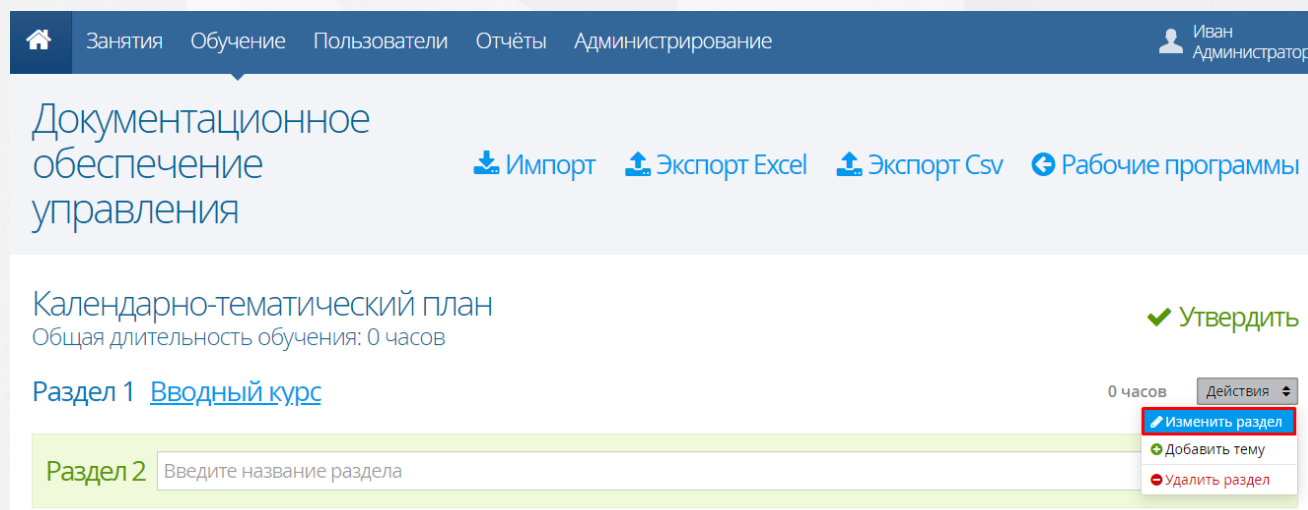 Занятия Обучение Пользователи Отчёты Администрирование
Иван
Администратор
Документационное
обеспечение
управления
Импорт Экспорт Excel Экспорт Csv Рабочие программы
Календарно-тематический план
Общая длительность обучения: 0 часов
Утвердить
Раздел 1 Вводный курс
0 часов Действия
Изменить раздел
Добавить тему
Удалить раздел
Раздел 2 Введите название раздела